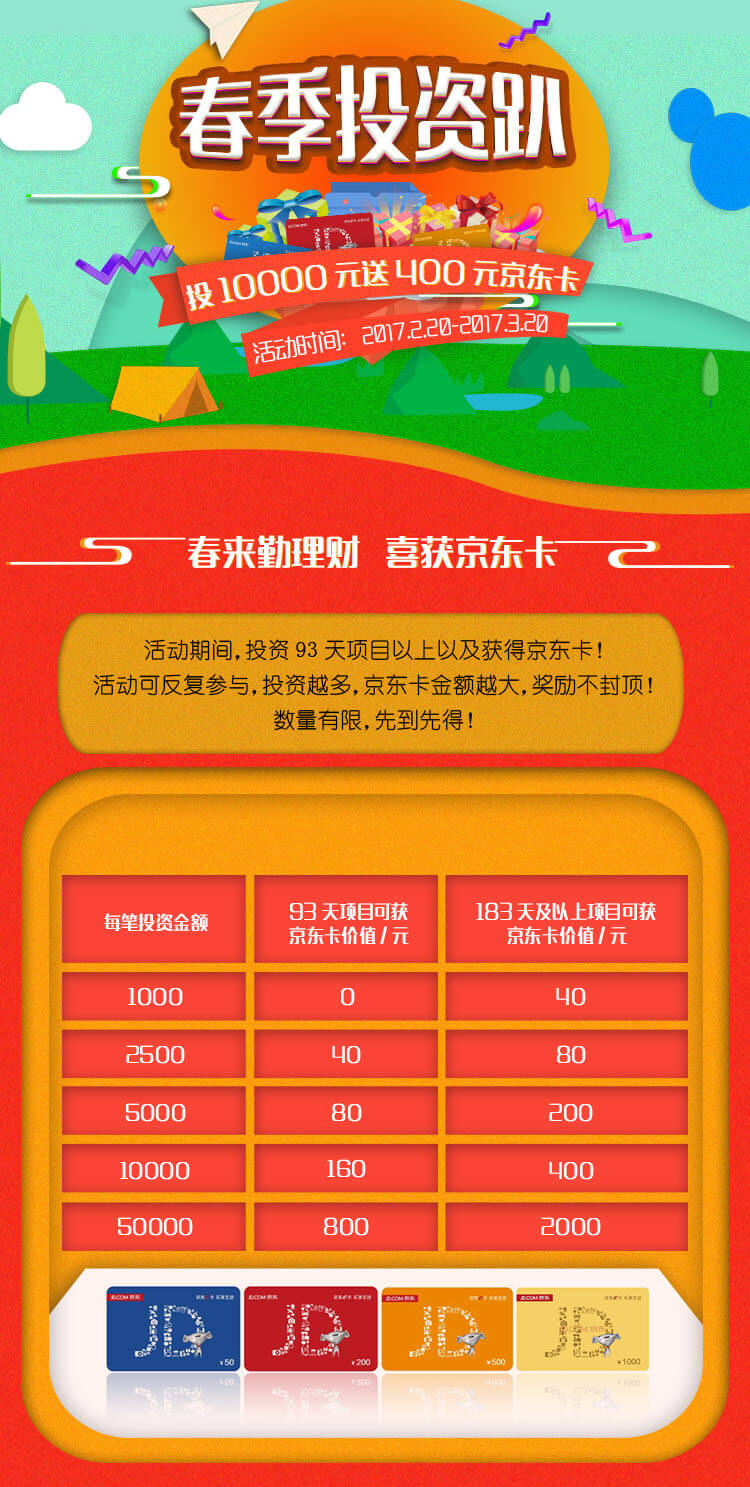 春季投资趴
投10000元送400元京东卡
活动时间：2017.2.20-2017.3.20
春来勤理财 喜获京东卡
活动期间,投资93天项目以上以及获得京东卡!
活动可反复参与,投资越多,京东卡金额越大,奖励不封顶!
数量有限,先到先得!
每笔投资金额 93天项目可获京东卡价值/元 183天及以上项目可获京东卡价值/元
1000 0 40
2500 40 80
5000 80 200
10000 160 400
50000 800 2000
JD.COM 京东 JD.COM 京东 JD.COM 京东
JD JD JD JD
¥50 ¥200 ¥500 ¥1000